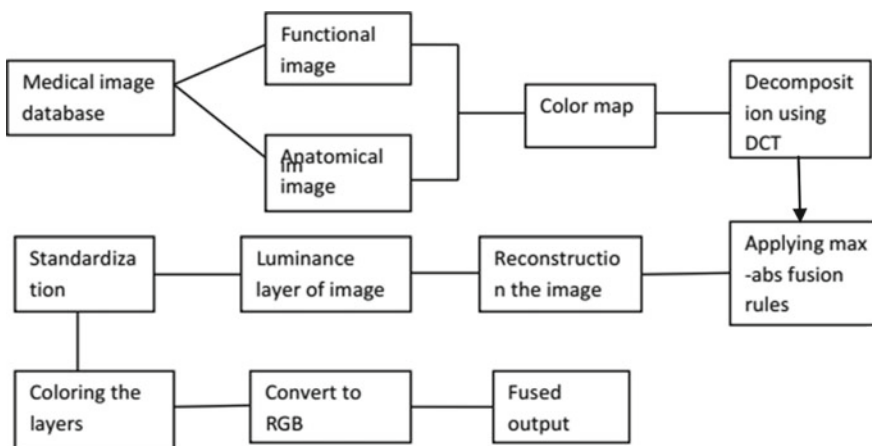 Functional
image
Medical image
database
Anatomical
im
image
Color map
Decomposit
ion using
DCT
Standardiza
tion
Luminance
layer of image
Reconstructio
n the image
Applying max
-abs fusion
rules
Coloring the
layers
Convert to
RGB
Fused
output